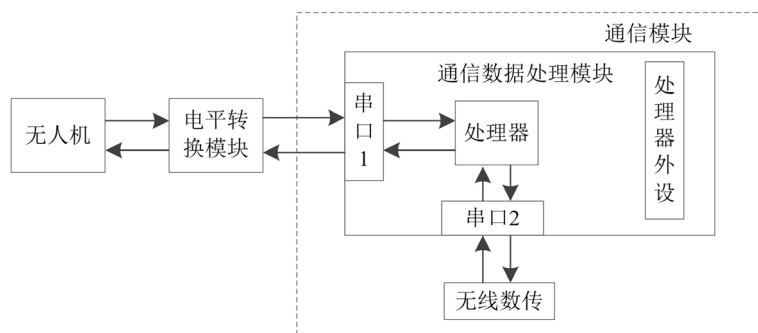 通信模块
通信数据处理模块
无人机
电平转
换模块
串
口
1
处理器
处
理
器
外
设
串口2
无线数传